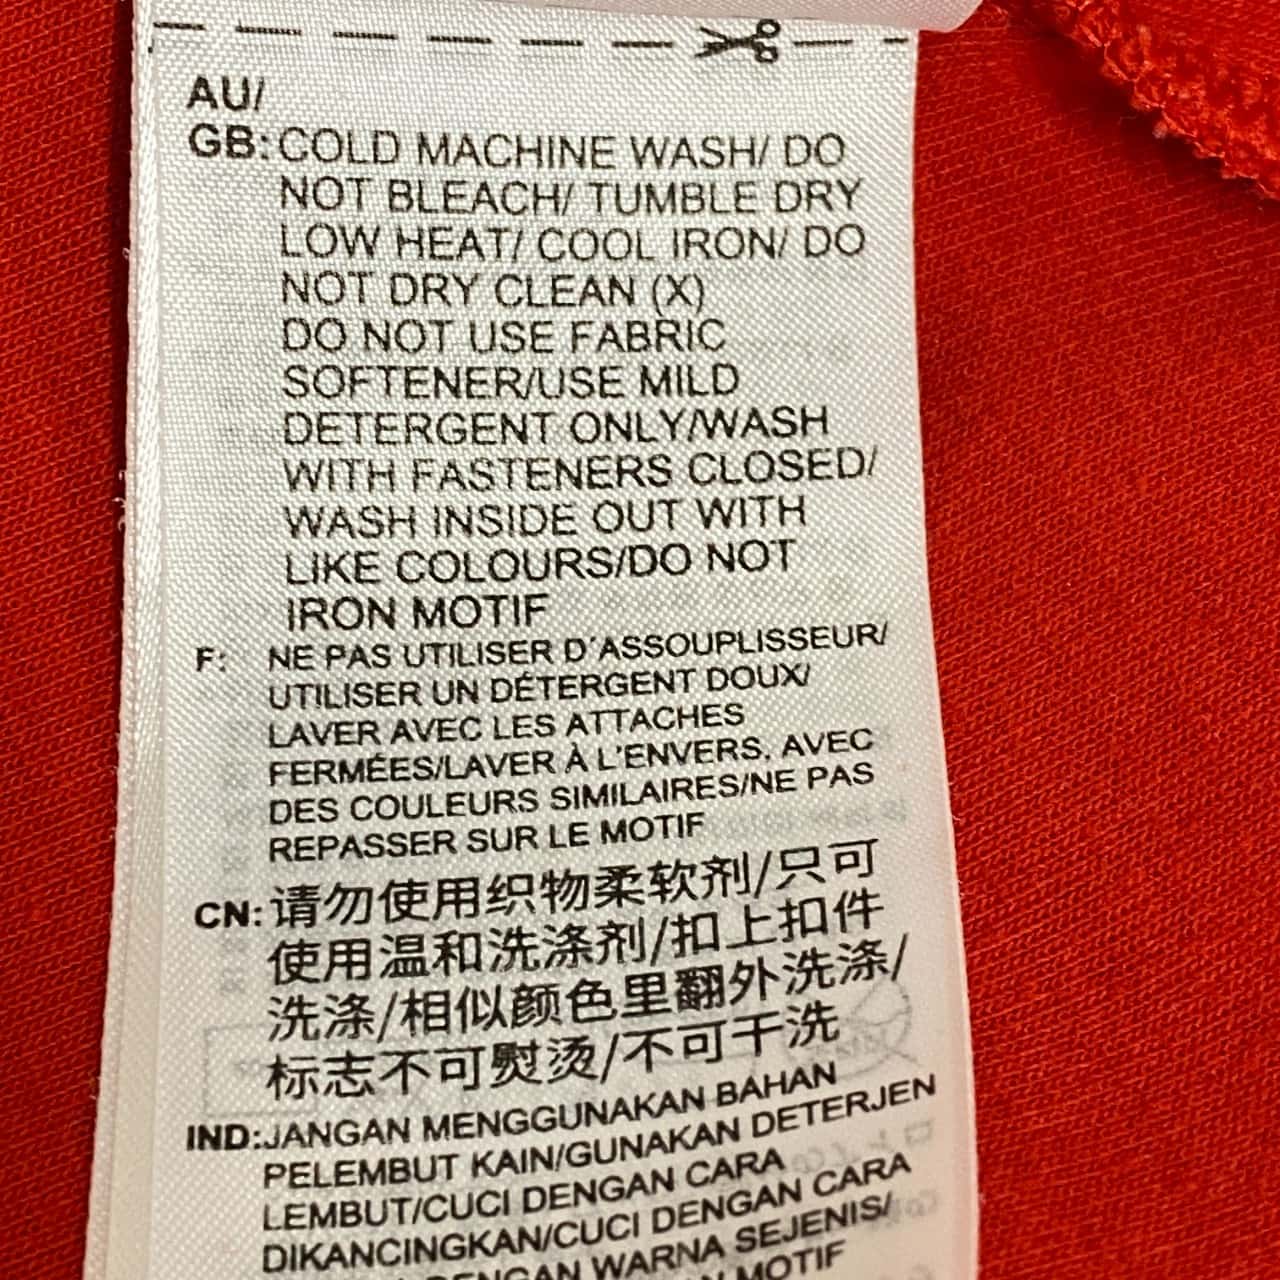 AU/
GB: COLD MACHINE WASH/ DO
NOT BLEACH/ TUMBLE DRY
LOW HEAT/ COOL IRON/ DO
NOT DRY CLEAN (X)
DO NOT USE FABRIC
SOFTENER/USE MILD
DETERGENT ONLY/WASH
WITH FASTENERS CLOSED/
WASH INSIDE OUT WITH
LIKE COLOURS/DO NOT
IRON MOTIF
F: NE PAS UTILISER D'ASSOUPLISSEUR/
UTILISER UN DÉTERGENT DOUX/
LAVER AVEC LES ATTACHES
FERMÉES/LAVER À L'ENVERS, AVEC
DES COULEURS SIMILAIRES/NE PAS
REPASSER SUR LE MOTIF
CN: 请勿使用织物柔软剂/只可
使用温和洗涤剂/扣上扣件
洗涤/相似颜色里翻外洗涤/
标志不可熨烫/不可干洗
IND: JANGAN MENGGUNAKAN BAHAN
PELEMBUT KAIN/GUNAKAN DETERJEN
LEMBUT/CUCI DENGAN CARA
DIKANCINGKAN/CUCI DENGAN CARA
DENGAN WARNA SEJENIS/
MOTIF